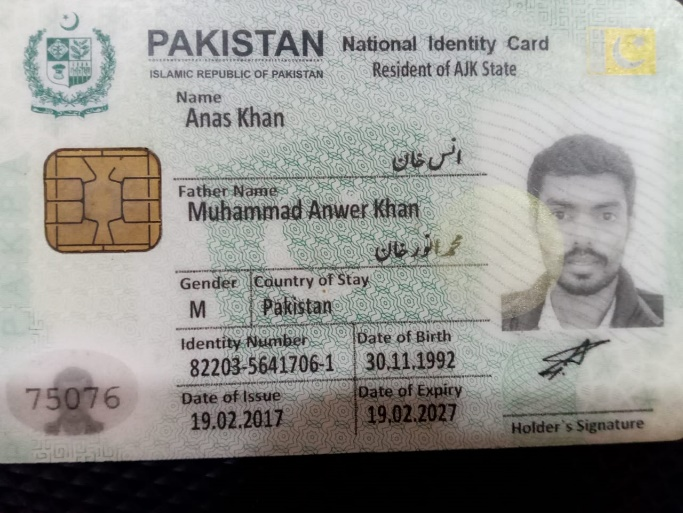 PAKISTAN National Identity Card
ISLAMIC REPUBLIC OF PAKISTAN Resident of AJK State
Name
Anas Khan
انس خان
Father Name
Muhammad Anwer Khan
محمد انور خان
Gender Country of Stay
M Pakistan
Identity Number Date of Birth
82203-5641706-1 30.11.1992
Date of Issue Date of Expiry
19.02.2017 19.02.2027
75076
Holder's Signature